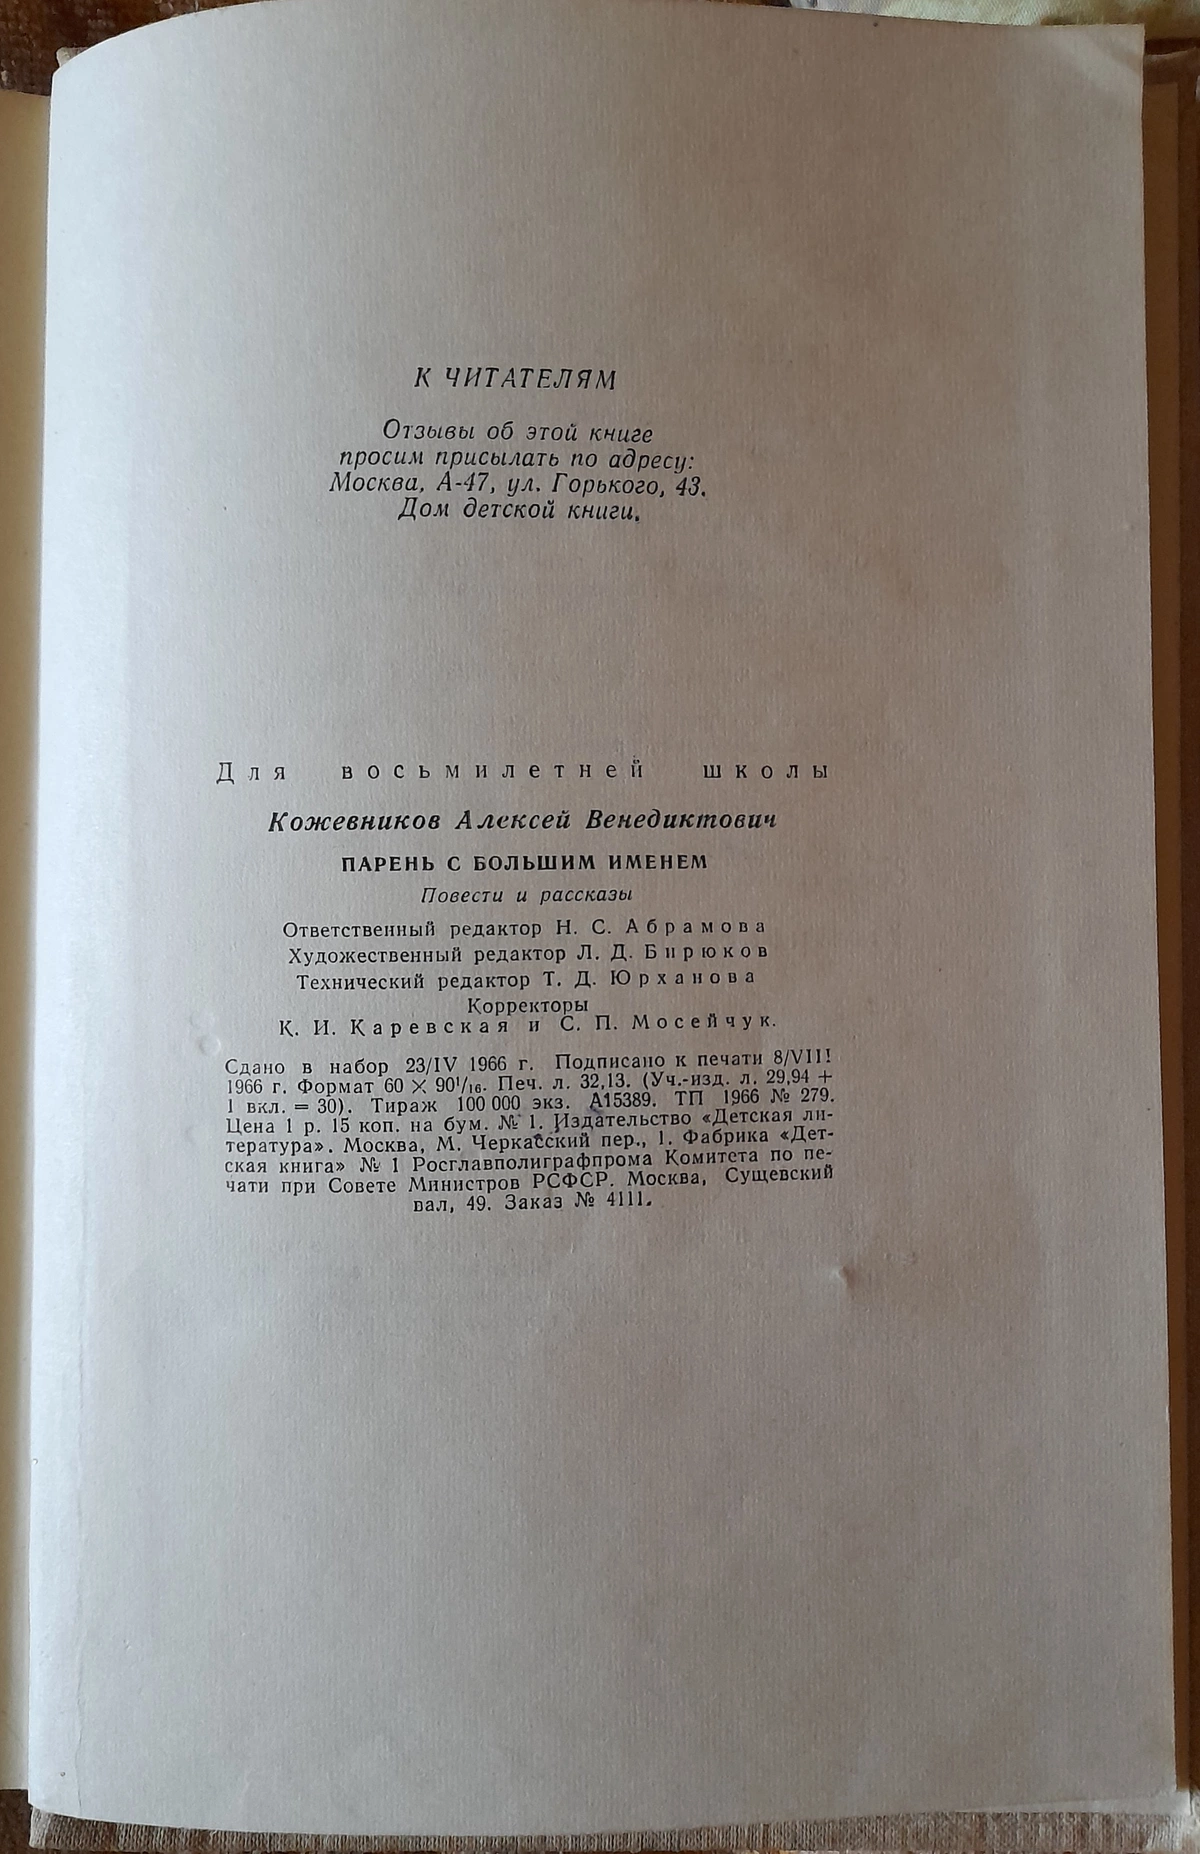 К ЧИТАТЕЛЯМ
Отзывы об этой книге
просим присылать по адресу:
Москва, А-47, ул. Горького, 43.
Дом детской книги.
Для восьмилетней школы
Кожевников Алексей Венедиктович
ПАРЕНЬ С БОЛЬШИМ ИМЕНЕМ
Повести и рассказы
Ответственный редактор Н. С. Абрамова
Художественный редактор Л. Д. Бирюков
Технический редактор Т. Д. Юрханова
Корректоры
К. И. Каревская и С. П. Мосейчук.
Сдано в набор 23/IV 1966 г. Подписано к печати 8/VIII
1966 г. Формат 60 × 90¹/₁₆. Печ. л. 32,13. (Уч.-изд. л. 29,94 +
1 вкл. = 30). Тираж 100 000 экз. А15389. ТП 1966 № 279.
Цена 1 р. 15 коп. на бум. № 1. Издательство «Детская ли-
тература». Москва, М. Черкасский пер., 1. Фабрика «Дет-
ская книга» № 1 Росглавполиграфпрома Комитета по пе-
чати при Совете Министров РСФСР. Москва, Сущевский
вал, 49. Заказ № 4111.